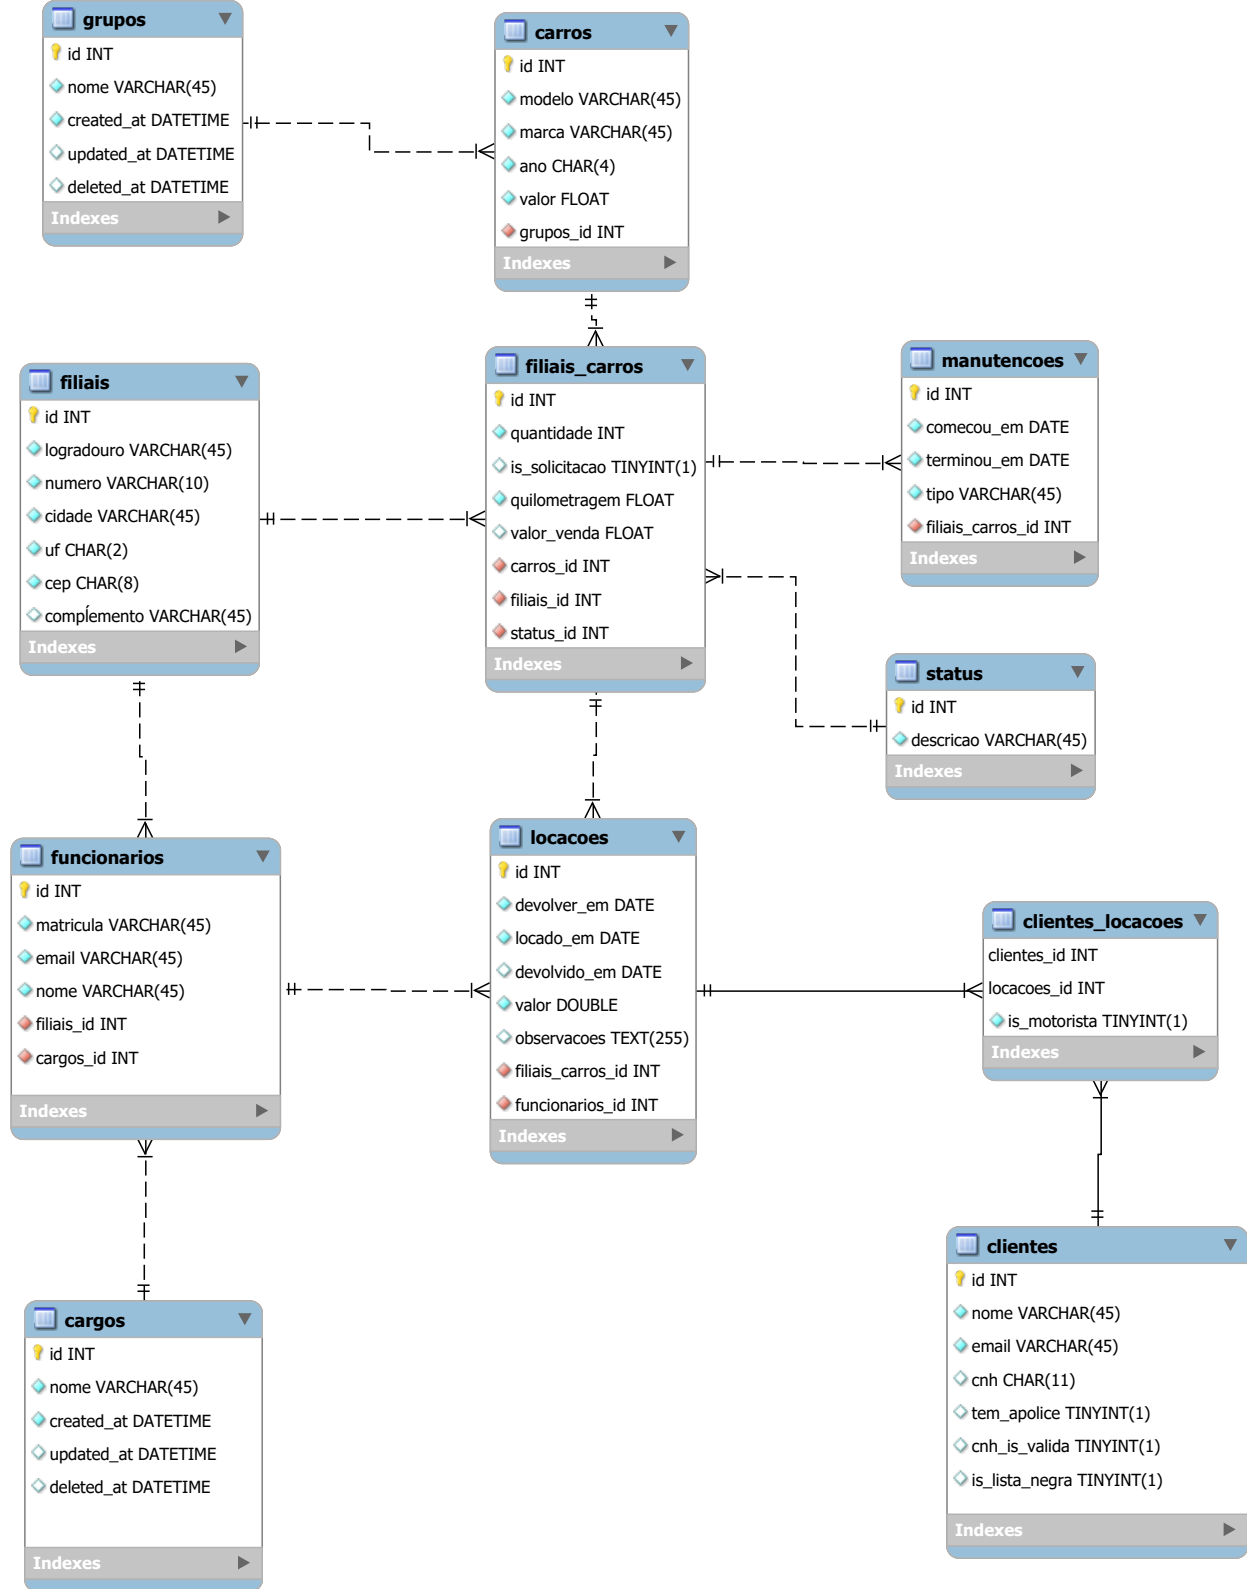 grupos
id INT
nome VARCHAR(45)
created_at DATETIME
updated_at DATETIME
deleted_at DATETIME
Indexes
carros
id INT
modelo VARCHAR(45)
marca VARCHAR(45)
ano CHAR(4)
valor FLOAT
grupos_id INT
Indexes
filiais
id INT
logradouro VARCHAR(45)
numero VARCHAR(10)
cidade VARCHAR(45)
uf CHAR(2)
cep CHAR(8)
compĺemento VARCHAR(45)
Indexes
filiais_carros
id INT
quantidade INT
is_solicitacao TINYINT(1)
quilometragem FLOAT
valor_venda FLOAT
carros_id INT
filiais_id INT
status_id INT
Indexes
manutencoes
id INT
comecou_em DATE
terminou_em DATE
tipo VARCHAR(45)
filiais_carros_id INT
Indexes
status
id INT
descricao VARCHAR(45)
Indexes
funcionarios
id INT
matricula VARCHAR(45)
email VARCHAR(45)
nome VARCHAR(45)
filiais_id INT
cargos_id INT
Indexes
locacoes
id INT
devolver_em DATE
locado_em DATE
devolvido_em DATE
valor DOUBLE
observacoes TEXT(255)
filiais_carros_id INT
funcionarios_id INT
Indexes
clientes_locacoes
clientes_id INT
locacoes_id INT
is_motorista TINYINT(1)
Indexes
cargos
id INT
nome VARCHAR(45)
created_at DATETIME
updated_at DATETIME
deleted_at DATETIME
Indexes
clientes
id INT
nome VARCHAR(45)
email VARCHAR(45)
cnh CHAR(11)
tem_apolice TINYINT(1)
cnh_is_valida TINYINT(1)
is_lista_negra TINYINT(1)
Indexes